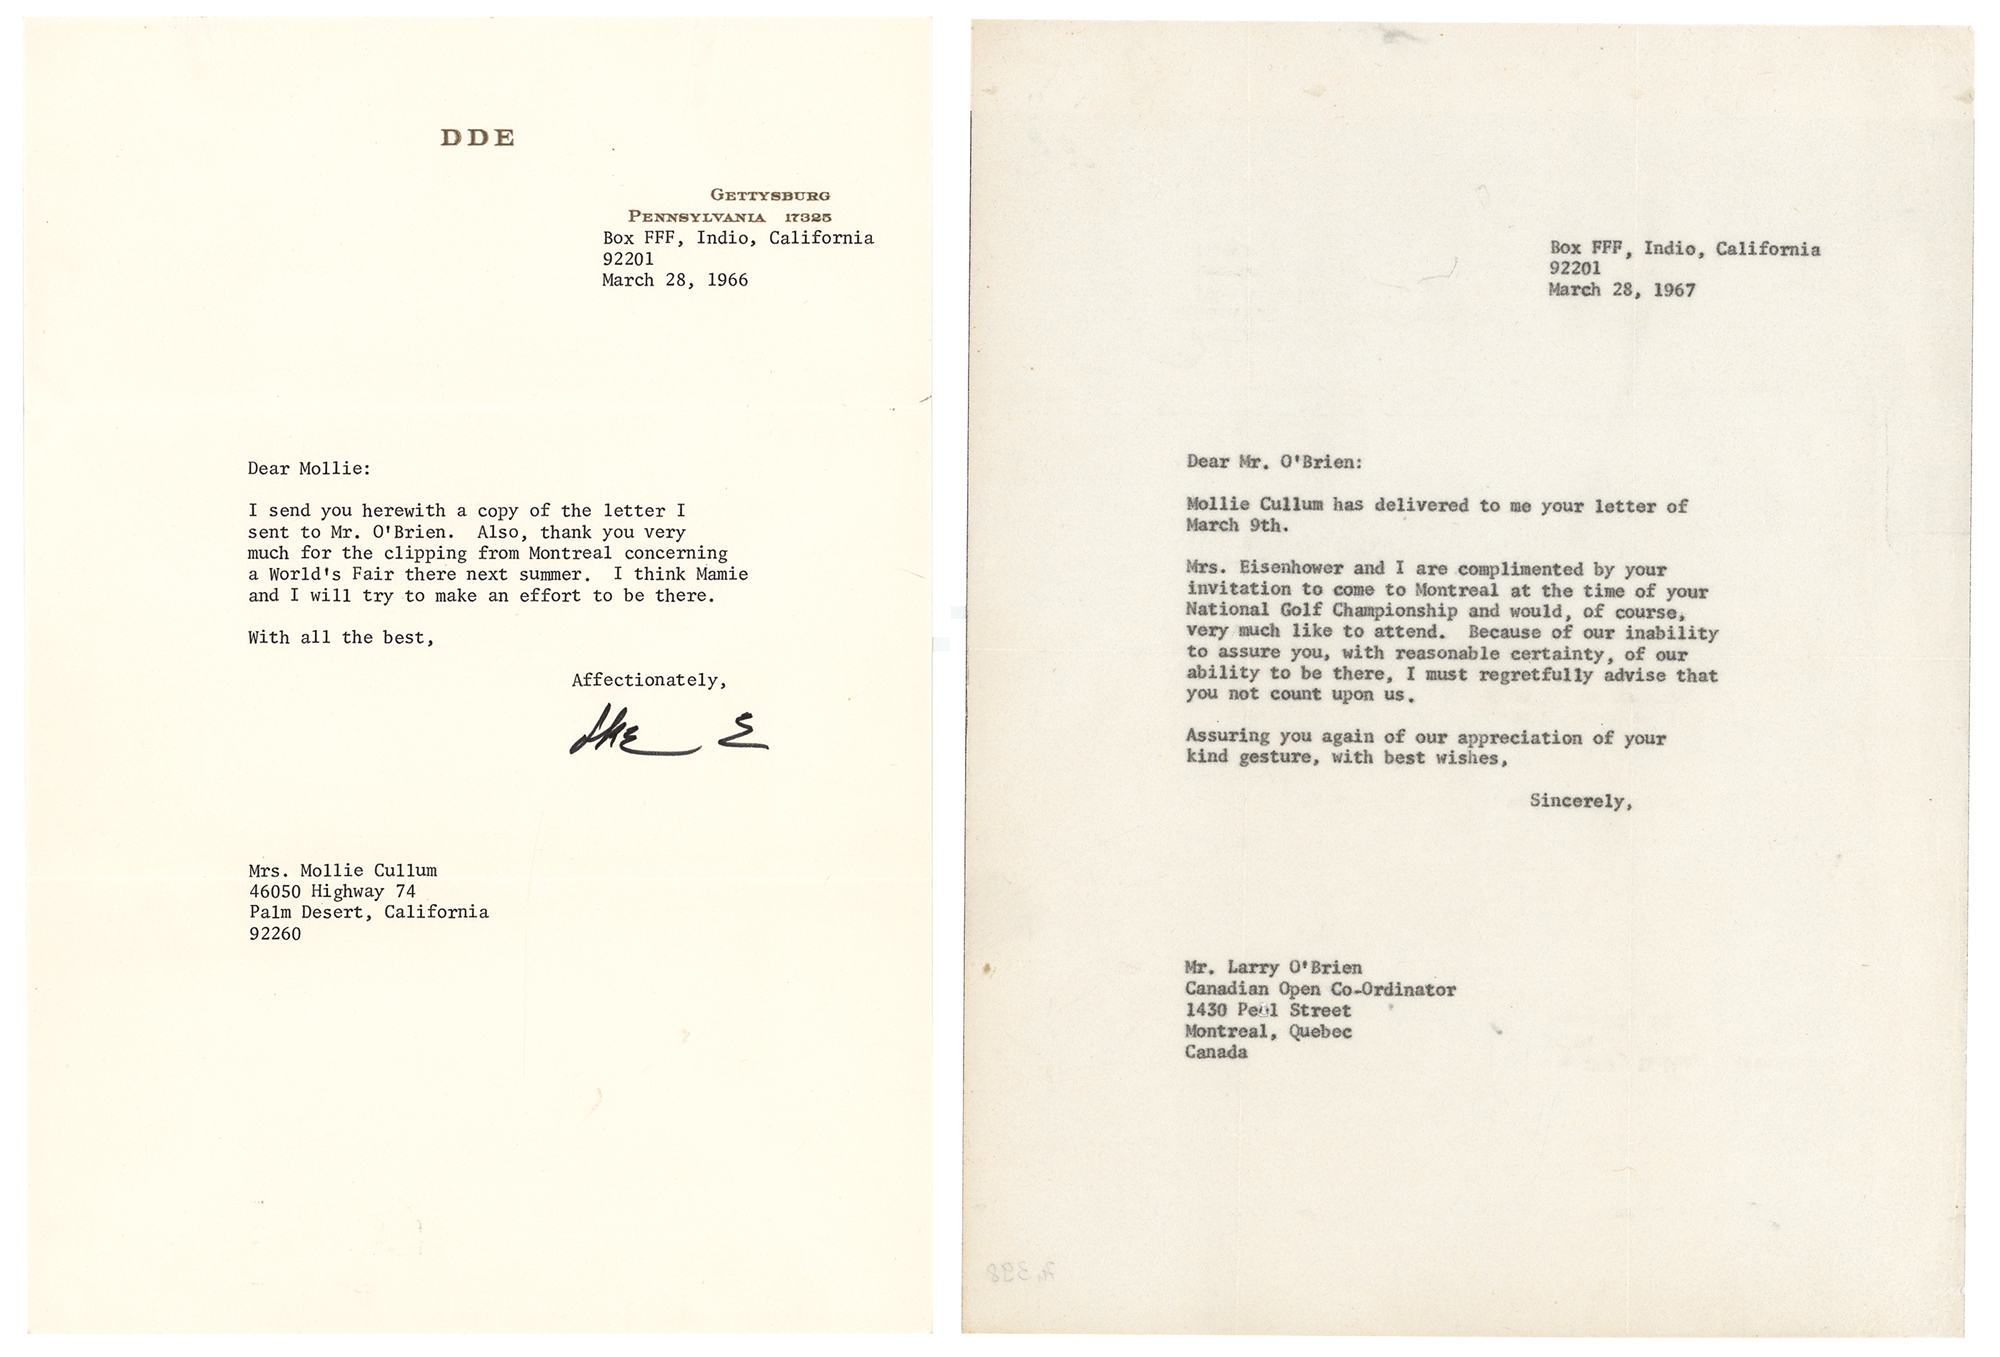 DDE
GETTYSBURG
PENNSYLVANIA 17325
Box FFF, Indio, California
92201
March 28, 1966
Dear Mollie:
I send you herewith a copy of the letter I
sent to Mr. O'Brien. Also, thank you very
much for the clipping from Montreal concerning
a World's Fair there next summer. I think Mamie
and I will try to make an effort to be there.
With all the best,
Affectionately,
Ike E
Mrs. Mollie Cullum
46050 Highway 74
Palm Desert, California
92260
Box FFF, Indio, California
92201
March 28, 1967
Dear Mr. O'Brien:
Mollie Cullum has delivered to me your letter of
March 9th.
Mrs. Eisenhower and I are complimented by your
invitation to come to Montreal at the time of your
National Golf Championship and would, of course,
very much like to attend. Because of our inability
to assure you, with reasonable certainty, of our
ability to be there, I must regretfully advise that
you not count upon us.
Assuring you again of our appreciation of your
kind gesture, with best wishes,
Sincerely,
Mr. Larry O'Brien
Canadian Open Co-Ordinator
1430 Peel Street
Montreal, Quebec
Canada